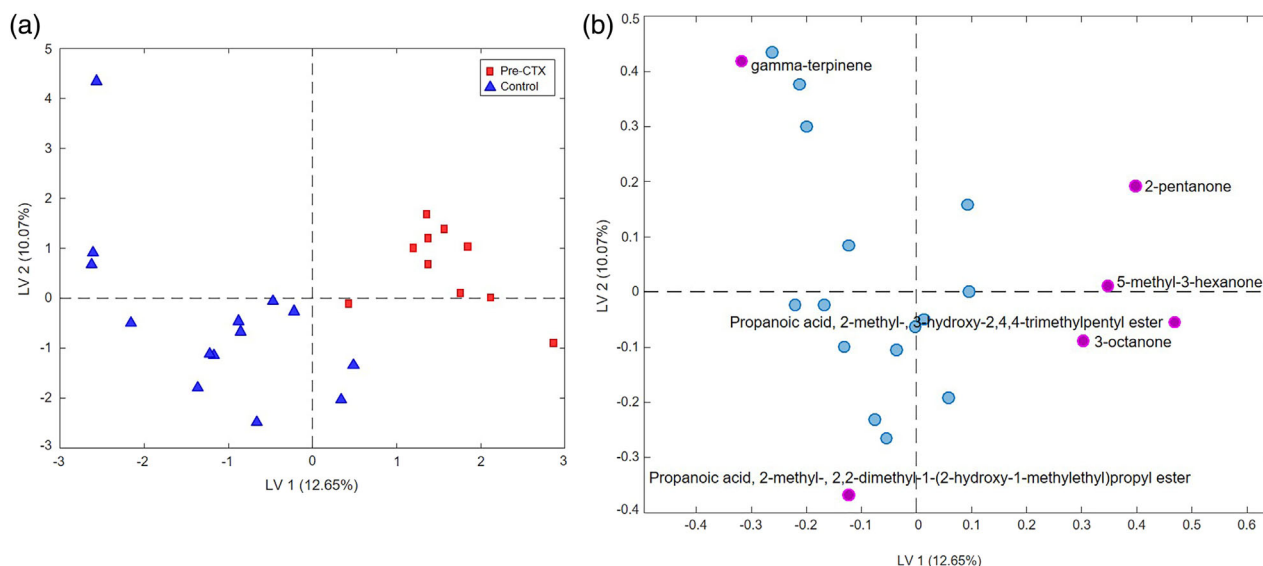 (a)
5
4
3
2
1
0
-1
-2
-3
LV 2 (10.07%)
-3
-2
-1
0
1
2
3
LV 1 (12.65%)
Pre-CTX
Control
(b)
0.5
0.4
0.3
0.2
0.1
0
-0.1
-0.2
-0.3
-0.4
LV 2 (10.07%)
gamma-terpinene
2-pentanone
5-methyl-3-hexanone
Propanoic acid, 2-methyl-, 3-hydroxy-2,4,4-trimethylpentyl ester
3-octanone
Propanoic acid, 2-methyl-, 2,2-dimethyl-1-(2-hydroxy-1-methylethyl)propyl ester
-0.4
-0.3
-0.2
-0.1
0
0.1
0.2
0.3
0.4
0.5
0.6
LV 1 (12.65%)